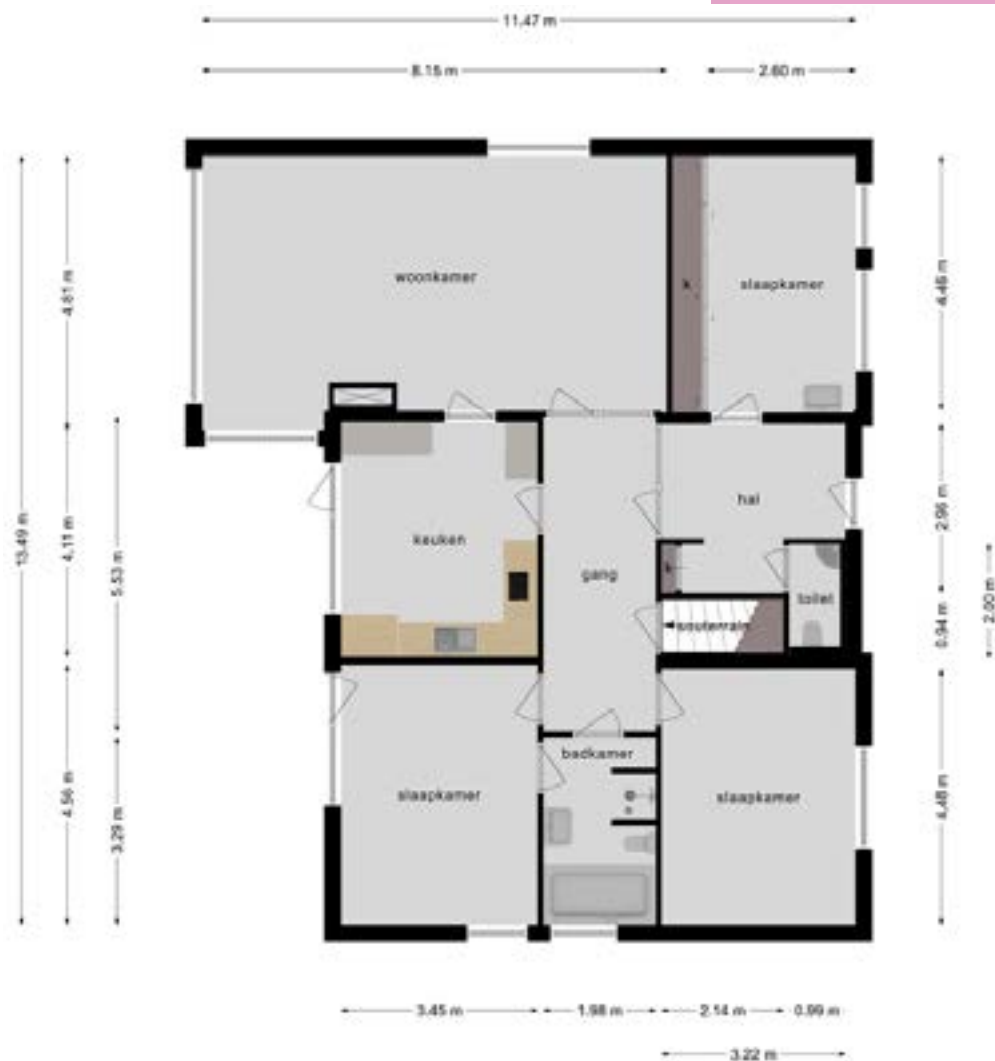 11.47 m
8.15 m
2.60 m
4.81 m
4.45 m
woonkamer
k
slaapkamer
13.49 m
4.11 m
5.53 m
2.96 m
hal
keuken
gang
k
toilet
souterrain
0.94 m
2.00 m
badkamer
slaapkamer
slaapkamer
4.56 m
3.29 m
4.48 m
3.45 m
1.98 m
2.14 m
0.99 m
3.22 m